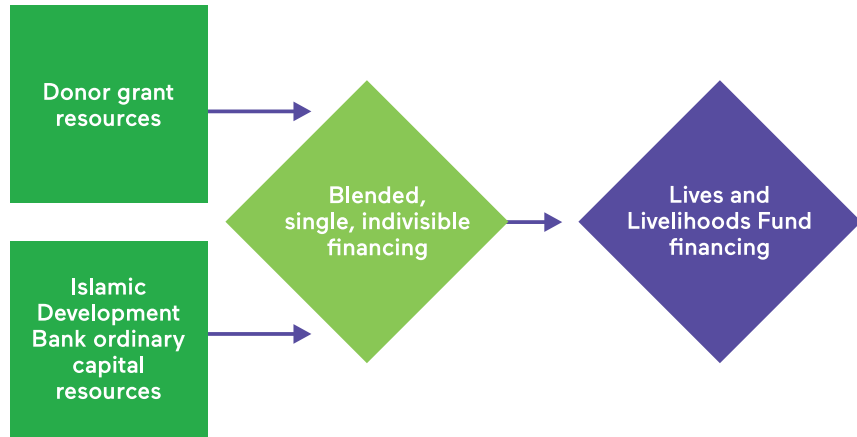 Donor grant
resources
Islamic
Development
Bank ordinary
capital
resources
Blended,
single, indivisible
financing
Lives and
Livelihoods Fund
financing